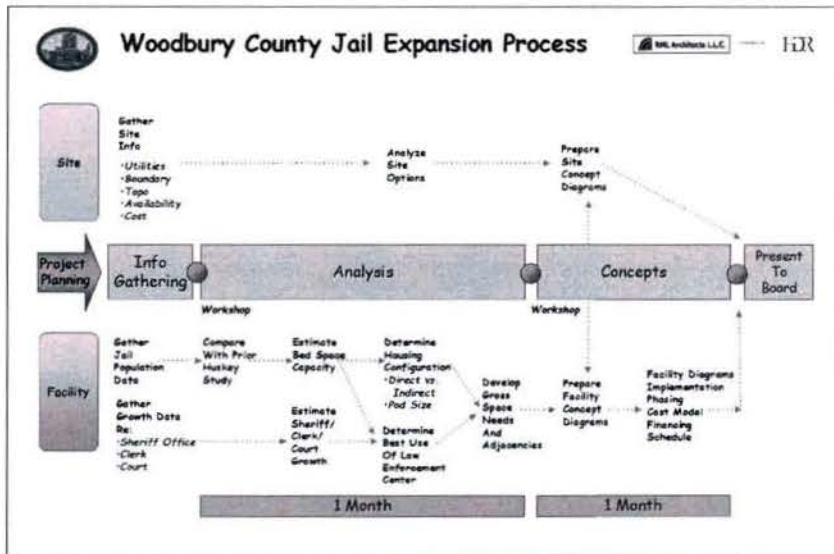 Woodbury County Jail Expansion Process
RML Architects L.L.C.
HDR
Site
Gather
Site
Info
•Utilities
•Boundary
•Topo
•Availability
•Cost
Analyze
Site
Options
Prepare
Site
Concept
Diagrams
Project
Planning
Info
Gathering
Analysis
Concepts
Present
To
Board
Workshop
Workshop
Facility
Gather
Jail
Population
Data
Compare
With Prior
Huskey
Study
Estimate
Bed Space
Capacity
Determine
Housing
Configuration
•Direct vs.
Indirect
•Pod Size
Gather
Growth Data
Re:
•Sheriff Office
•Clerk
•Court
Estimate
Sheriff/
Clerk/
Court
Growth
Determine
Best Use
Of Law
Enforcement
Center
Develop
Gross
Space
Needs
And
Adjacencies
Prepare
Facility
Concept
Diagrams
Facility Diagrams
Implementation
Phasing
Cost Model
Financing
Schedule
1 Month
1 Month